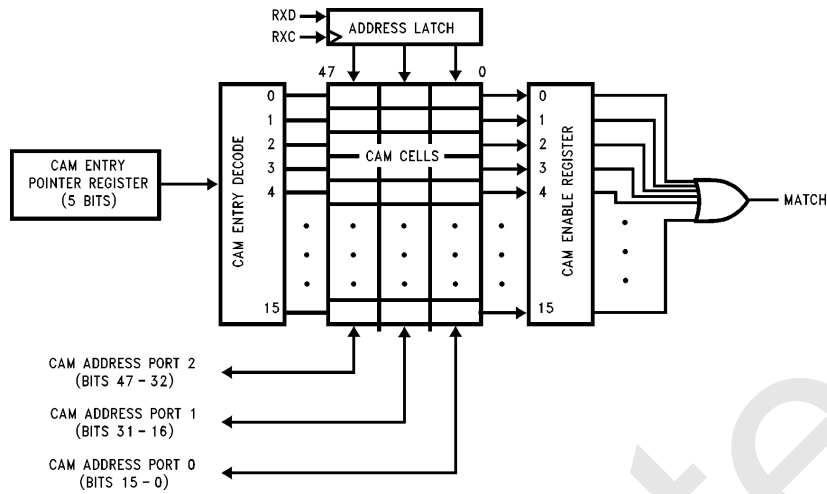 RXD
RXC
ADDRESS LATCH
47
0
CAM ENTRY
POINTER REGISTER
(5 BITS)
CAM ENTRY DECODE
0
1
2
3
4
15
CAM CELLS
CAM ENABLE REGISTER
0
1
2
3
4
15
MATCH
CAM ADDRESS PORT 2
(BITS 47 - 32)
CAM ADDRESS PORT 1
(BITS 31 - 16)
CAM ADDRESS PORT 0
(BITS 15 - 0)